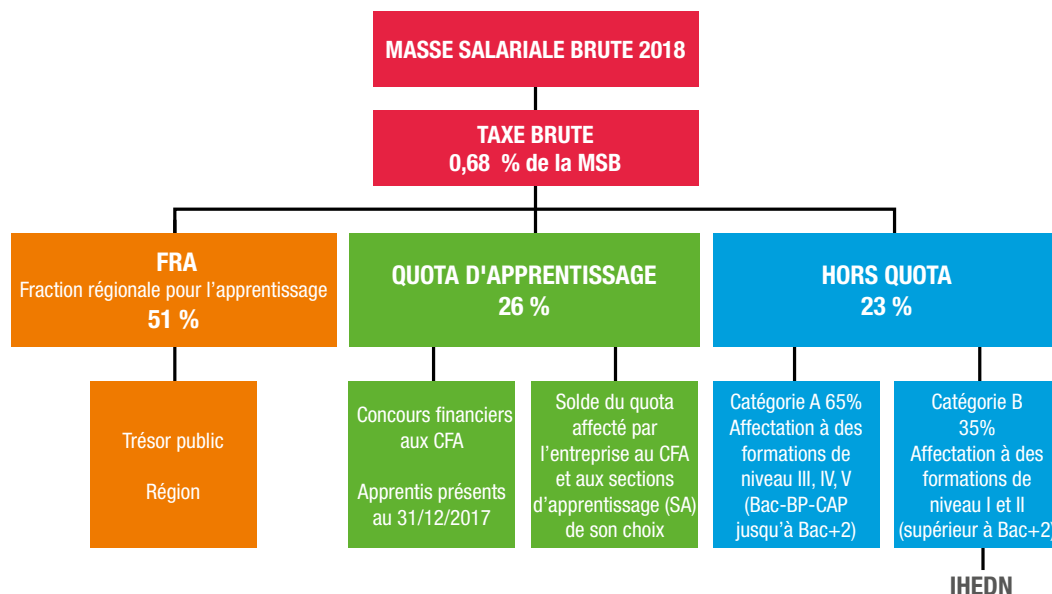 MASSE SALARIALE BRUTE 2018
TAXE BRUTE
0,68 % de la MSB
FRA
Fraction régionale pour l'apprentissage
51 %
QUOTA D'APPRENTISSAGE
26 %
HORS QUOTA
23 %
Trésor public
Région
Concours financiers
aux CFA
Apprentis présents
au 31/12/2017
Solde du quota
affecté par
l'entreprise au CFA
et aux sections
d'apprentissage (SA)
de son choix
Catégorie A 65%
Affectation à des
formations de
niveau III, IV, V
(Bac-BP-CAP
jusqu'à Bac+2)
Catégorie B
35%
Affectation à des
formations de
niveau I et II
(supérieur à Bac+2)
IHEDN